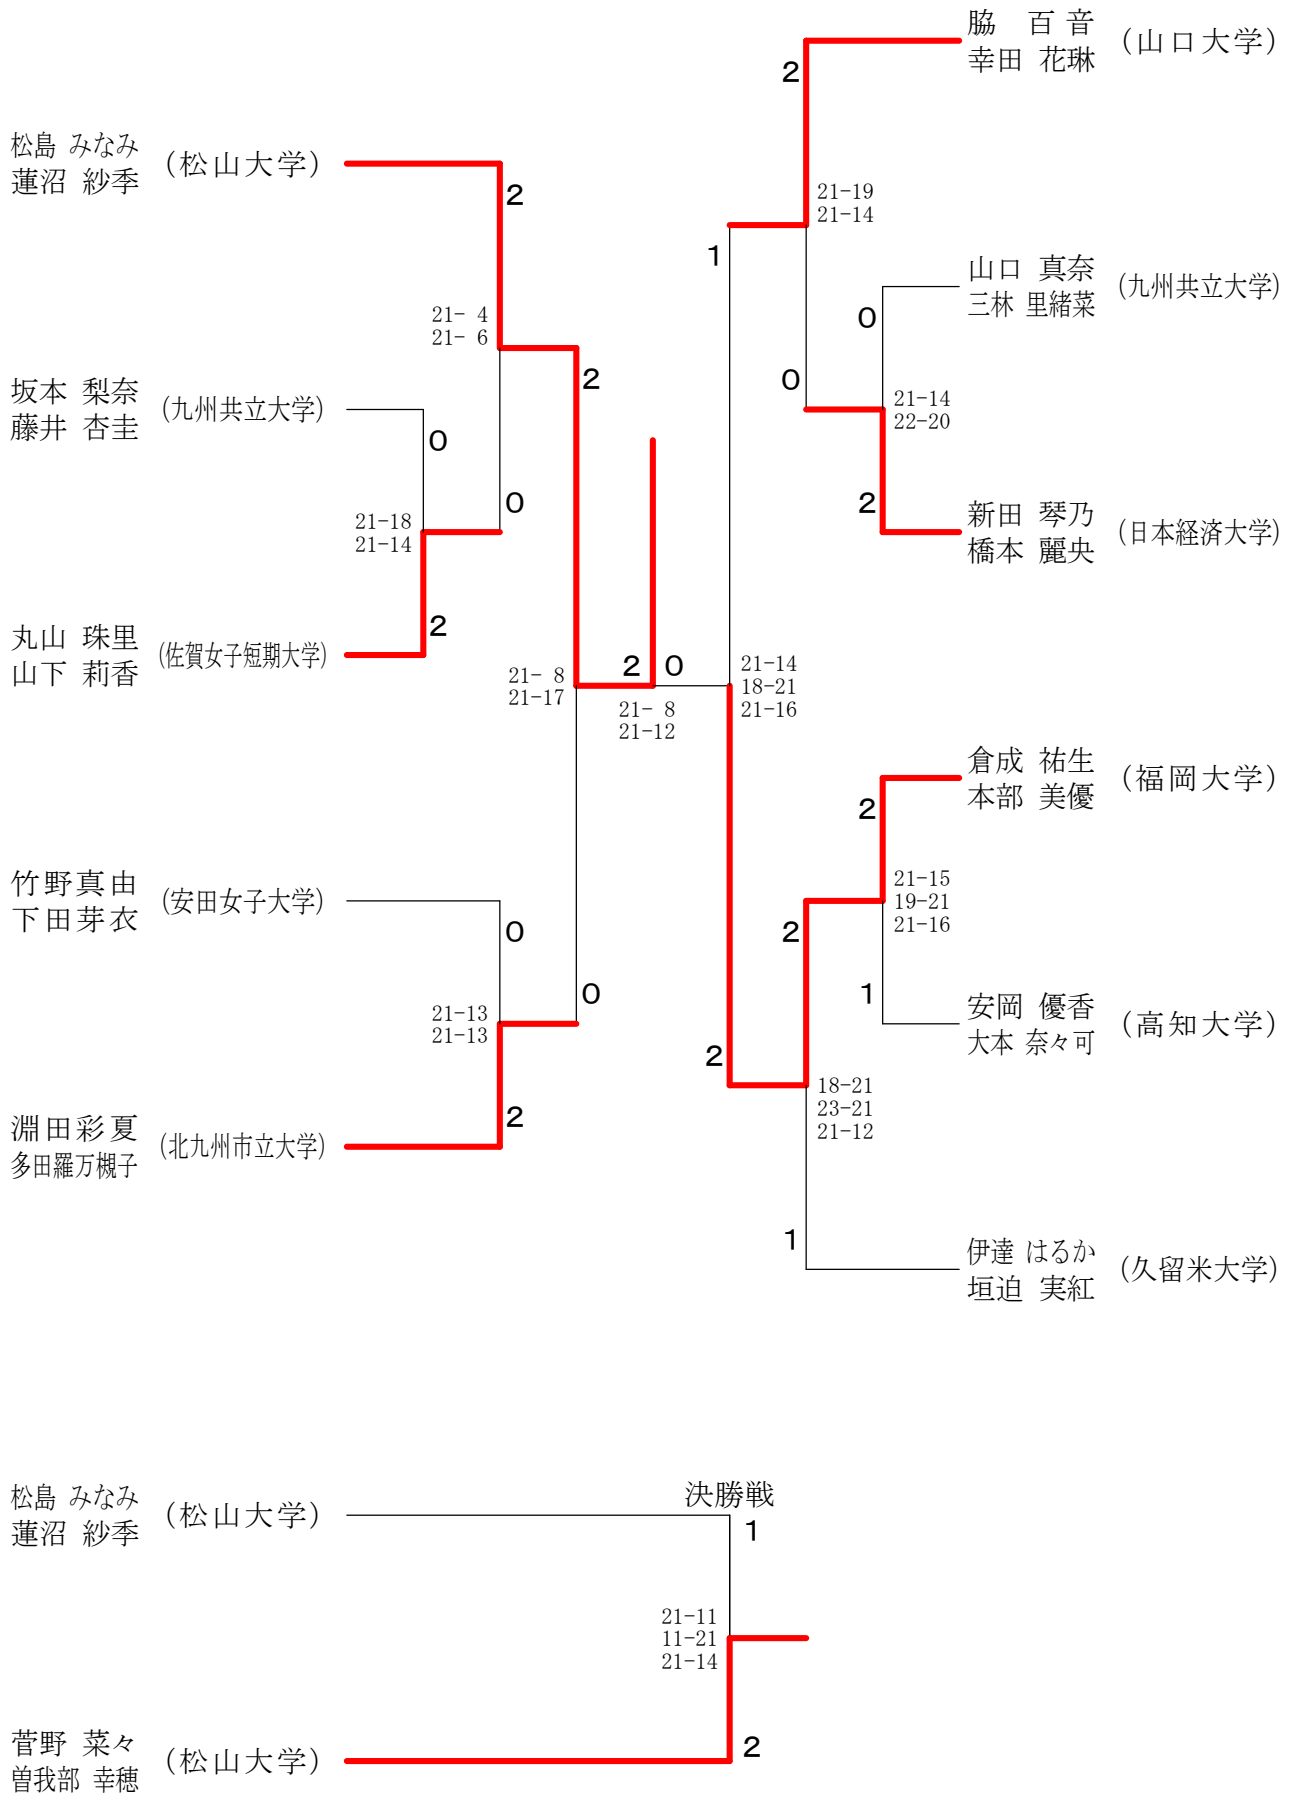 脇 百音
幸田 花琳
(山口大学)
2
松島 みなみ
蓮沼 紗季
(松山大学)
2
21-19
21-14
1
山口 真奈
三林 里緒菜
(九州共立大学)
0
21- 4
21- 6
2
0
坂本 梨奈
藤井 杏圭
(九州共立大学)
0
21-14
22-20
0
2
21-18
21-14
新田 琴乃
橋本 麗央
(日本経済大学)
丸山 珠里
山下 莉香
(佐賀女子短期大学)
2
21- 8
21-17
2
0
21- 8
21-12
21-14
18-21
21-16
倉成 祐生
本部 美優
(福岡大学)
2
竹野真由
下田芽衣
(安田女子大学)
0
21-15
19-21
21-16
2
1
0
21-13
21-13
安岡 優香
大本 奈々可
(高知大学)
2
2
18-21
23-21
21-12
淵田彩夏
多田羅万槻子
(北九州市立大学)
1
伊達 はるか
垣迫 実紅
(久留米大学)
決勝戦
松島 みなみ
蓮沼 紗季
(松山大学)
1
21-11
11-21
21-14
菅野 菜々
曽我部 幸穂
(松山大学)
2